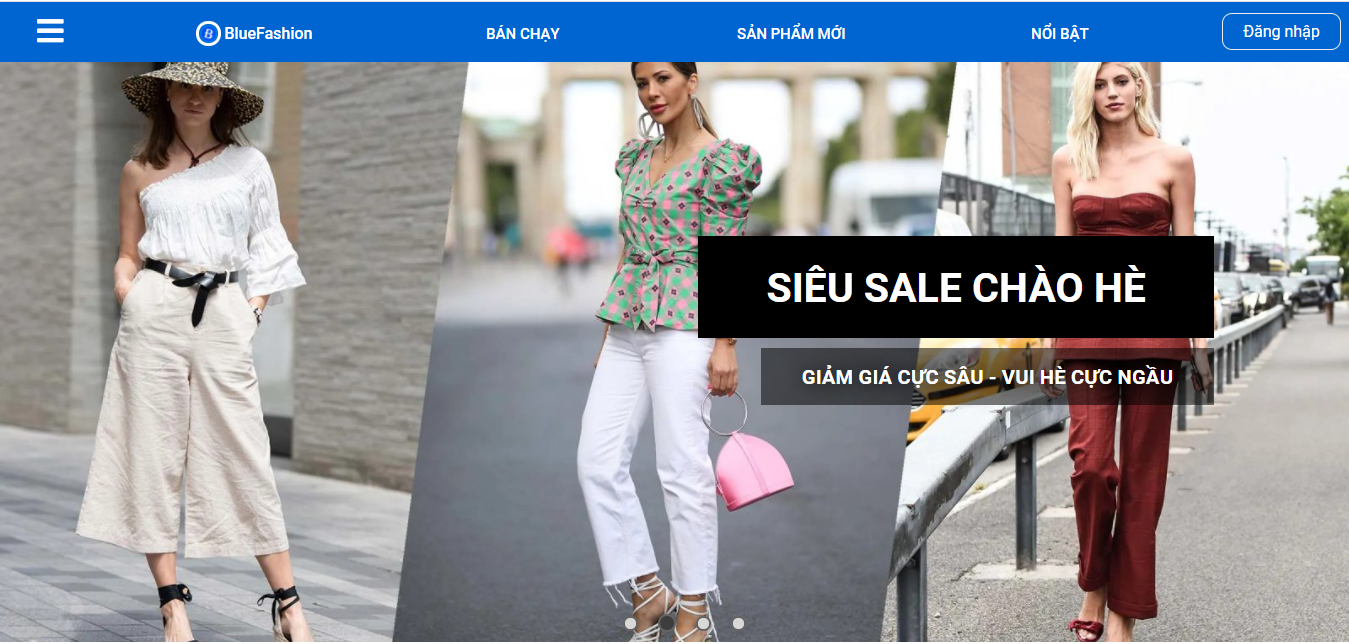 B BlueFashion
BÁN CHẠY
SẢN PHẨM MỚI
NỔI BẬT
Đăng nhập
SIÊU SALE CHÀO HÈ
GIẢM GIÁ CỰC SÂU - VUI HÈ CỰC NGẦU